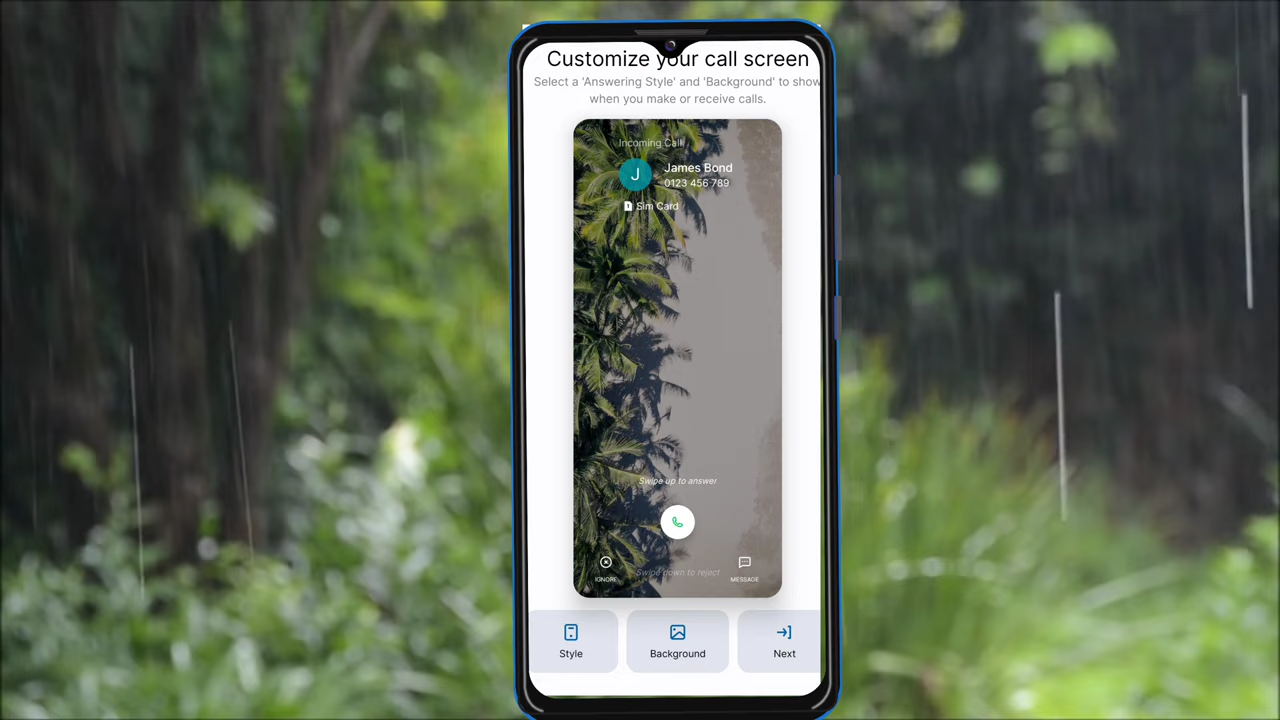 Customize your call screen
Select a 'Answering Style' and 'Background' to show
when you make or receive calls.
Incoming Call
J
James Bond
0123 456 789
Sim Card
Swipe up to answer
Swipe down to reject
IGNORE
MESSAGE
Style
Background
Next